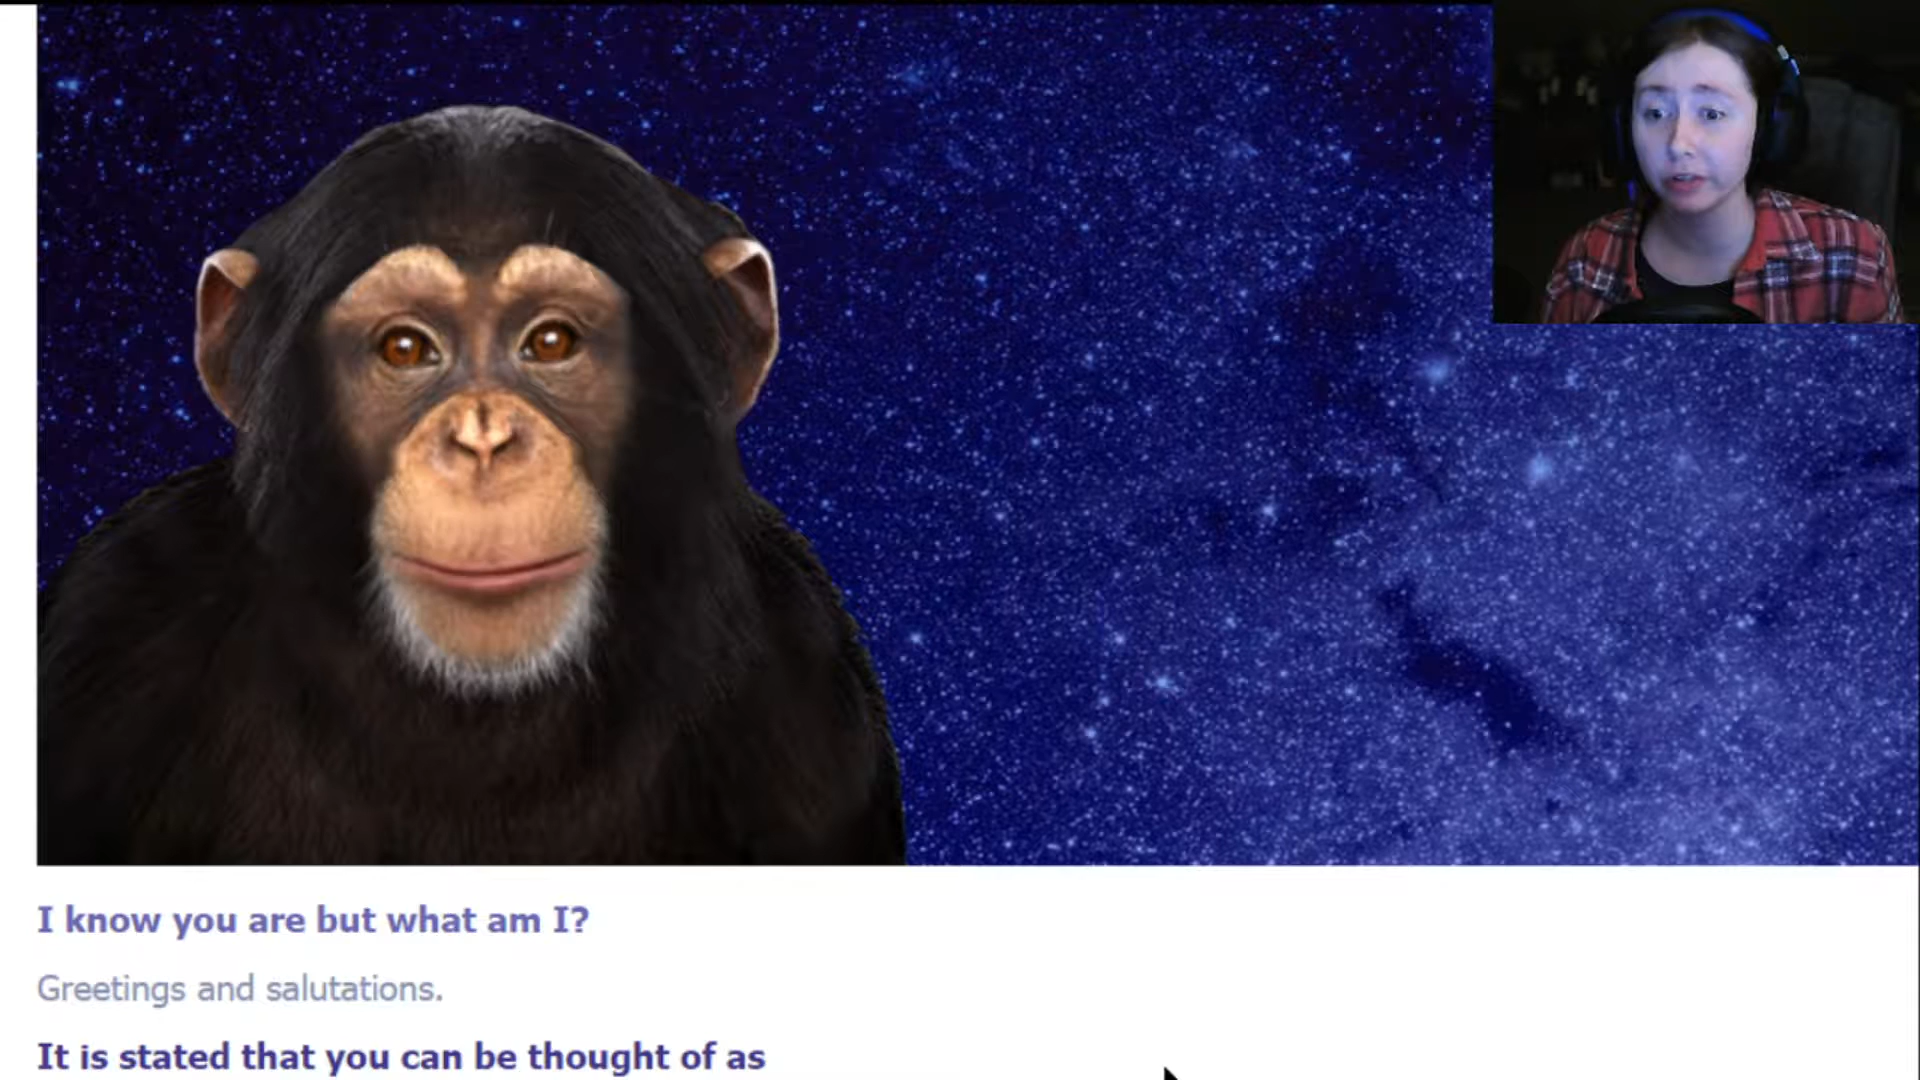 I know you are but what am I?
Greetings and salutations.
It is stated that you can be thought of as